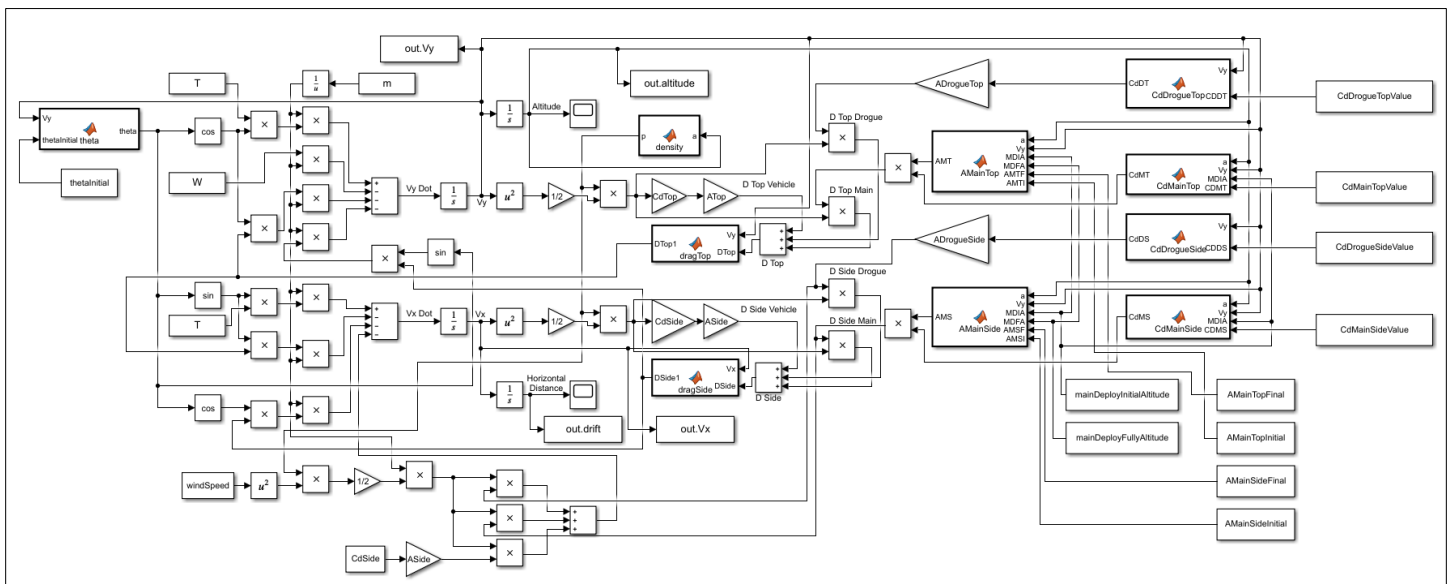 out.Vy
T
1
u
m
out.altitude
Vy
thetaInitial
theta
theta
cos
×
×
1
s
Altitude
p
density
a
ADrogueTop
CdDT
Vy
CdDrogueTop
CDDT
CdDrogueTopValue
thetaInitial
W
×
×
×
×
×
+
−
−
−
Vy Dot
1
s
Vy
u²
1/2
×
CdTop
ATop
D Top Vehicle
D Top Drogue
×
D Top Main
×
×
AMT
AMainTop
a
Vy
MDIA
MDFA
AMTF
AMTI
CdMT
CdMainTop
a
Vy
MDIA
CDMT
CdMainTopValue
×
sin
DTop1
dragTop
Vy
DTop
+
+
+
D Top
ADrogueSide
CdDS
CdDrogueSide
Vy
CDDS
CdDrogueSideValue
sin
T
×
×
×
×
+
−
−
−
Vx Dot
1
s
Vx
u²
1/2
×
CdSide
ASide
D Side Vehicle
D Side Drogue
×
D Side Main
×
×
AMS
AMainSide
a
Vy
MDIA
MDFA
AMSF
AMSI
CdMS
CdMainSide
a
Vy
MDIA
CDMS
CdMainSideValue
DSide1
dragSide
Vx
DSide
+
+
+
D Side
cos
×
×
1
s
Horizontal
Distance
out.drift
out.Vx
mainDeployInitialAltitude
AMainTopFinal
mainDeployFullyAltitude
AMainTopInitial
AMainSideFinal
AMainSideInitial
windSpeed
u²
×
1/2
×
×
×
×
+
+
+
CdSide
ASide